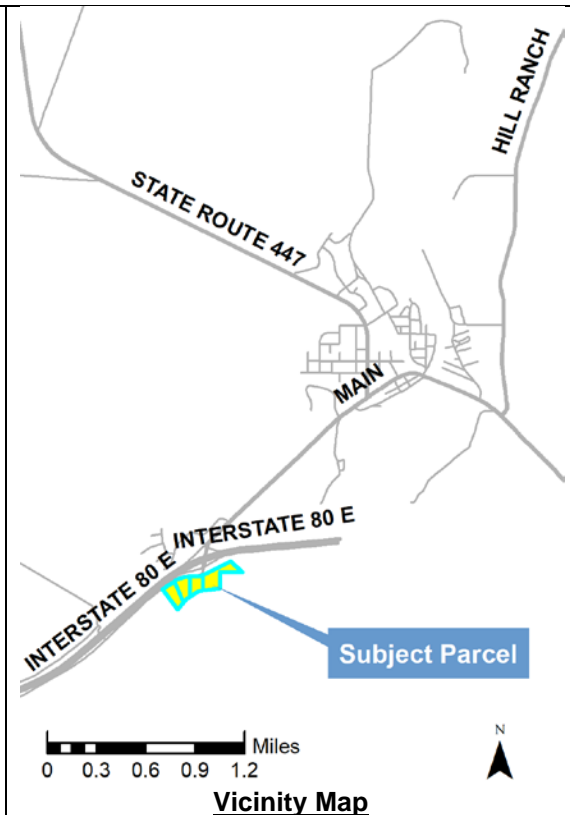 HILL RANCH
STATE ROUTE 447
MAIN
INTERSTATE 80 E
INTERSTATE 80 E
Subject Parcel
Miles
0 0.3 0.6 0.9 1.2
N
Vicinity Map